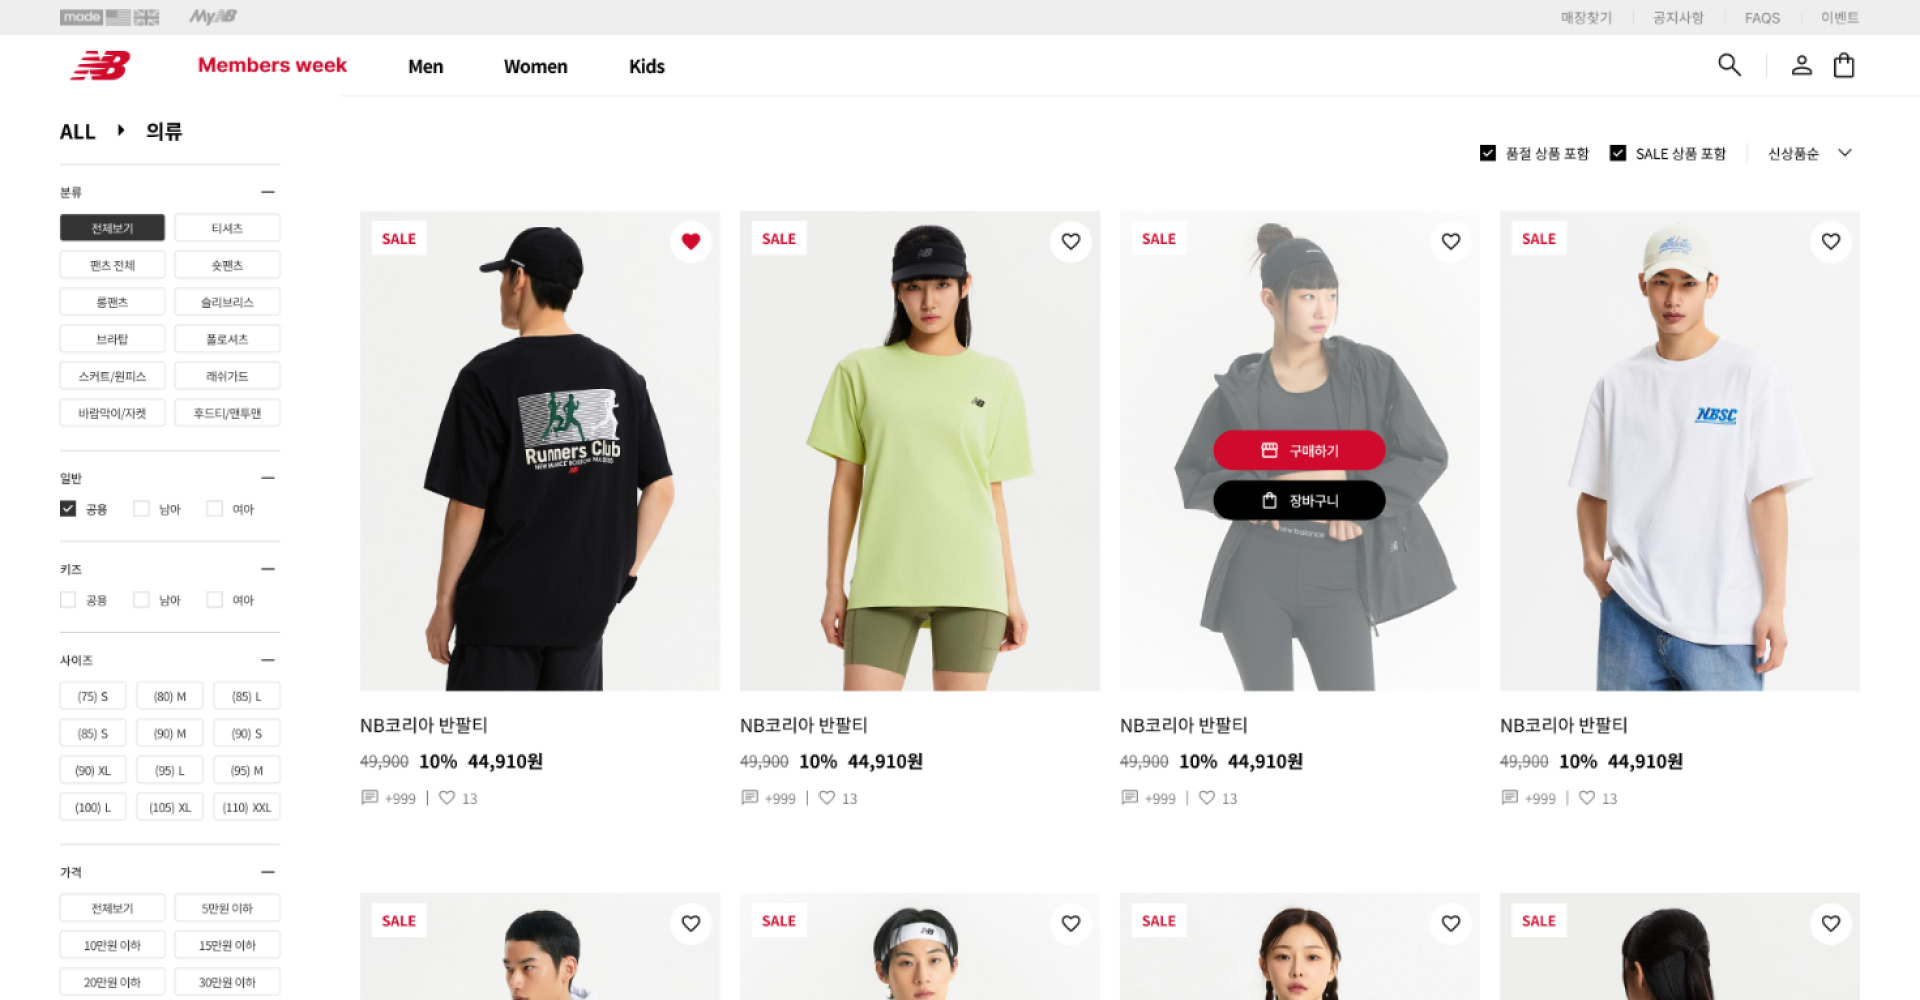 made
MyNB
매장찾기
공지사항
FAQS
이벤트
NB
Members week
Men
Women
Kids
ALL
의류
품절 상품 포함
SALE 상품 포함
신상품순
분류
전체보기
티셔츠
팬츠 전체
숏팬츠
롱팬츠
슬리브리스
브라탑
폴로셔츠
스커트/원피스
래쉬가드
바람막이/자켓
후드티/맨투맨
일반
공용
남아
여아
키즈
공용
남아
여아
사이즈
(75) S
(80) M
(85) L
(85) S
(90) M
(90) S
(90) XL
(95) L
(95) M
(100) L
(105) XL
(110) XXL
가격
전체보기
5만원 이하
10만원 이하
15만원 이하
20만원 이하
30만원 이하
SALE
Runners Club
SALE
NB
NB
SALE
구매하기
장바구니
new balance
SALE
athletic
NBSC
NB코리아 반팔티
49,900 10% 44,910원
+999 | 13
NB코리아 반팔티
49,900 10% 44,910원
+999 | 13
NB코리아 반팔티
49,900 10% 44,910원
+999 | 13
NB코리아 반팔티
49,900 10% 44,910원
+999 | 13
SALE
SALE
NB
SALE
SALE